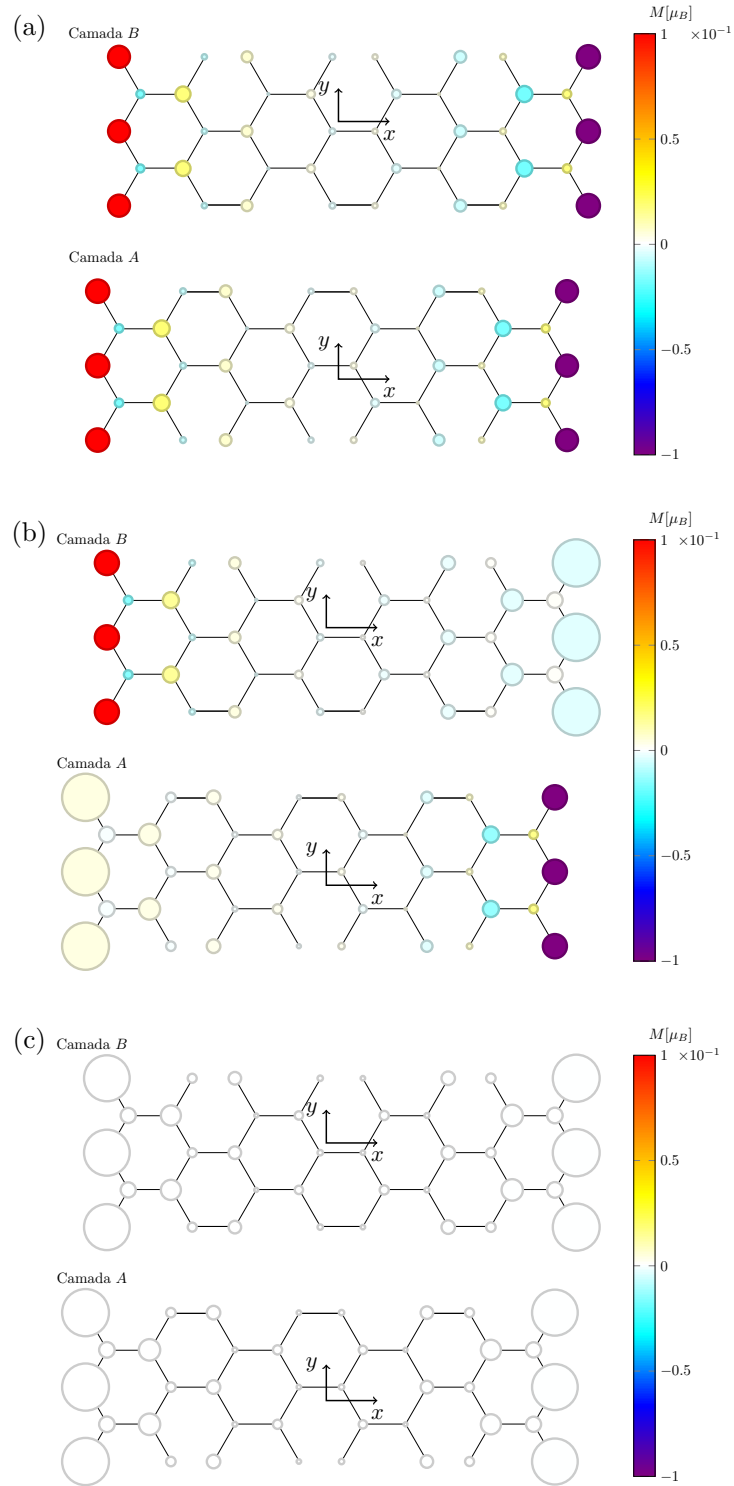 (a)
Camada B
M[μB]
1 ×10−1
y
x
0.5
0
Camada A
y
x
−0.5
−1
(b)
Camada B
M[μB]
1 ×10−1
y
x
0.5
0
Camada A
y
x
−0.5
−1
(c)
Camada B
M[μB]
1 ×10−1
y
x
0.5
0
Camada A
y
x
−0.5
−1